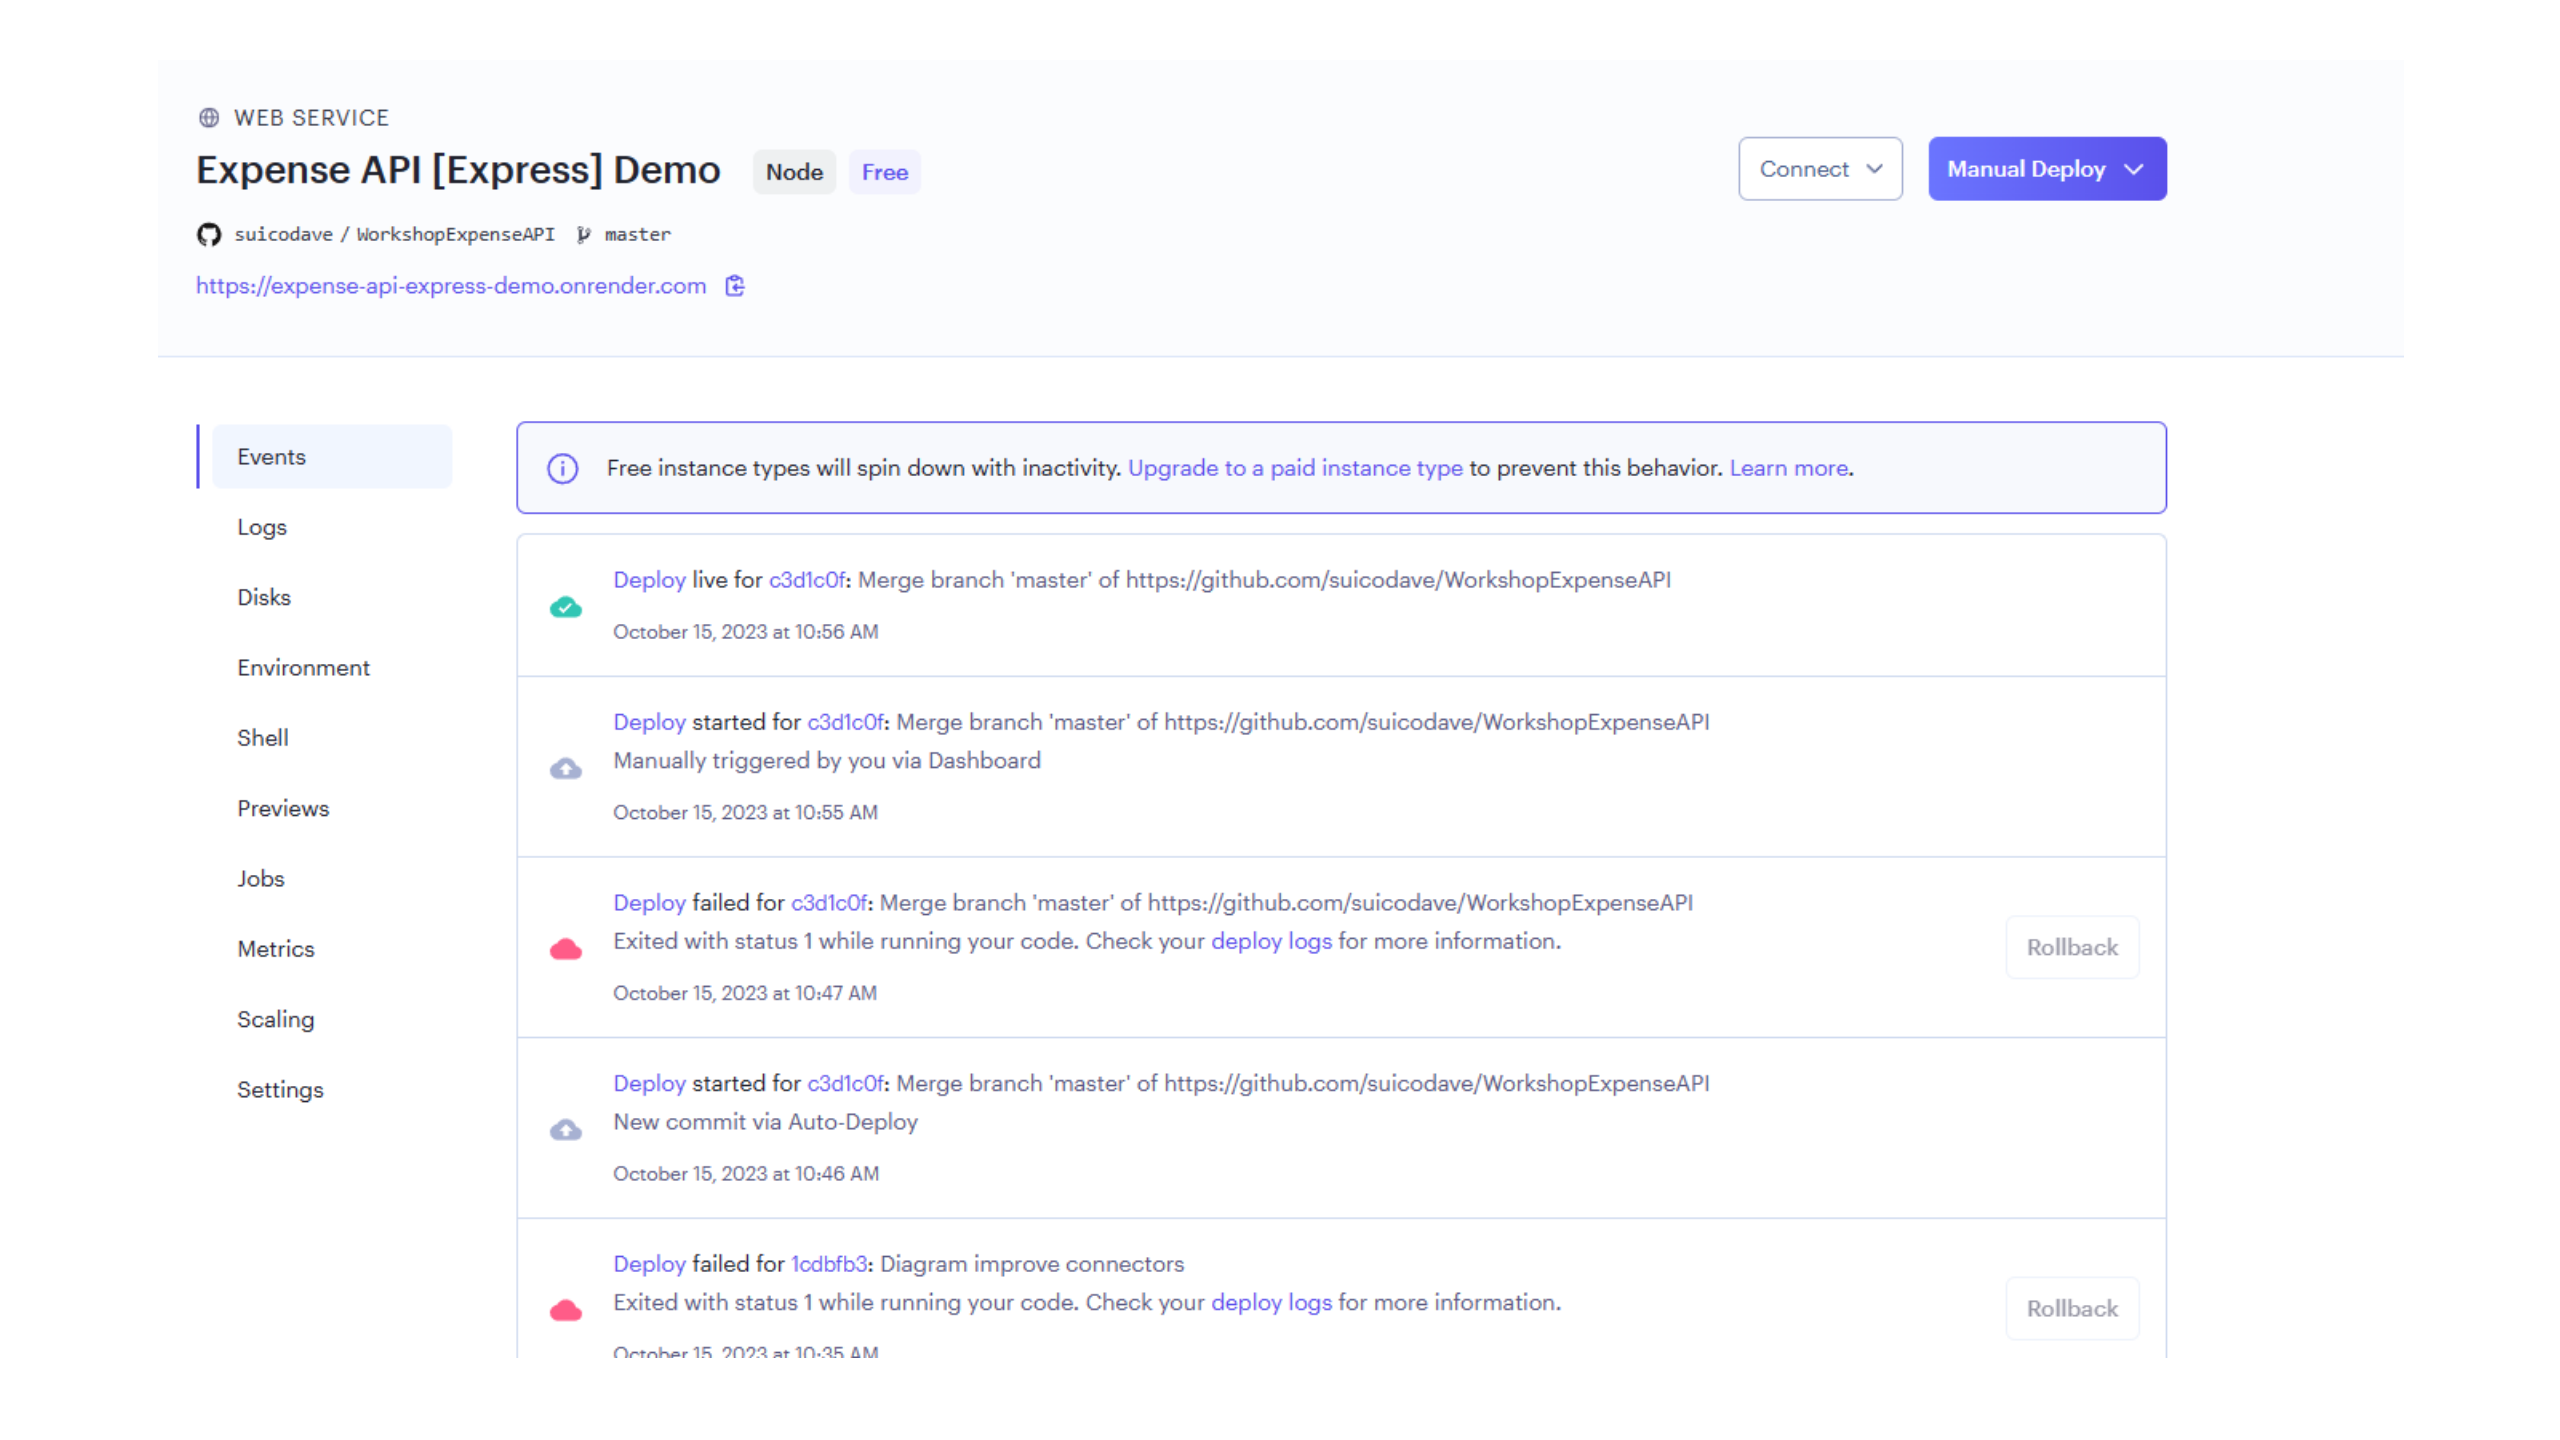 WEB SERVICE
Expense API [Express] Demo Node Free
Connect Manual Deploy
suicodave / WorkshopExpenseAPI master
https://expense-api-express-demo.onrender.com
Events
Logs
Disks
Environment
Shell
Previews
Jobs
Metrics
Scaling
Settings
Free instance types will spin down with inactivity. Upgrade to a paid instance type to prevent this behavior. Learn more.
Deploy live for c3d1c0f: Merge branch 'master' of https://github.com/suicodave/WorkshopExpenseAPI
October 15, 2023 at 10:56 AM
Deploy started for c3d1c0f: Merge branch 'master' of https://github.com/suicodave/WorkshopExpenseAPI
Manually triggered by you via Dashboard
October 15, 2023 at 10:55 AM
Deploy failed for c3d1c0f: Merge branch 'master' of https://github.com/suicodave/WorkshopExpenseAPI
Exited with status 1 while running your code. Check your deploy logs for more information.
Rollback
October 15, 2023 at 10:47 AM
Deploy started for c3d1c0f: Merge branch 'master' of https://github.com/suicodave/WorkshopExpenseAPI
New commit via Auto-Deploy
October 15, 2023 at 10:46 AM
Deploy failed for 1cdbfb3: Diagram improve connectors
Exited with status 1 while running your code. Check your deploy logs for more information.
Rollback
October 15, 2023 at 10:35 AM